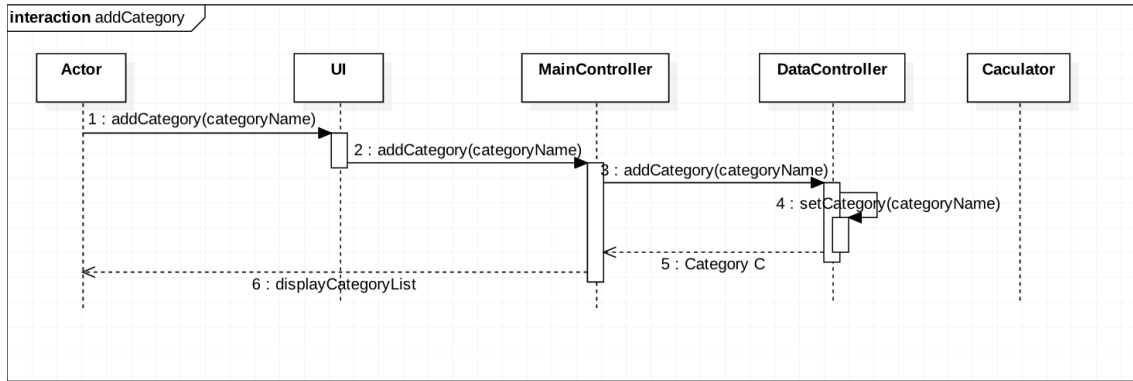 interaction addCategory
Actor
UI
MainController
DataController
Caculator
1 : addCategory(categoryName)
2 : addCategory(categoryName)
3 : addCategory(categoryName)
4 : setCategory(categoryName)
5 : Category C
6 : displayCategoryList